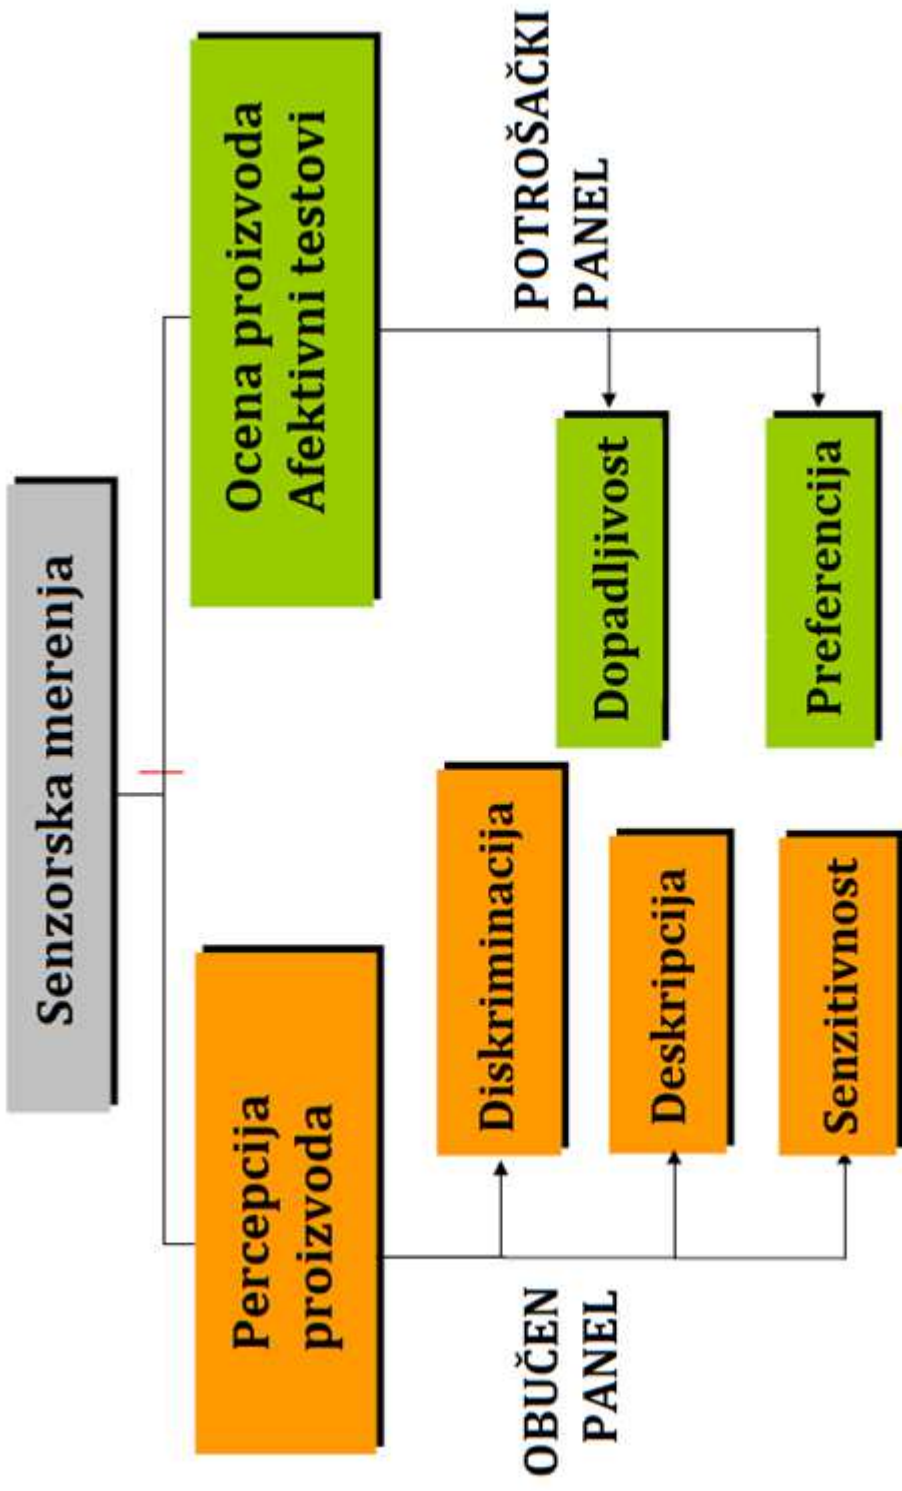 Senzorska merenja
Percepcija
proizvoda
Ocena proizvoda
Afektivni testovi
OBUČEN
PANEL
Diskriminacija
Deskripcija
Senzitivnost
POTROŠAČKI
PANEL
Dopadljivost
Preferencija